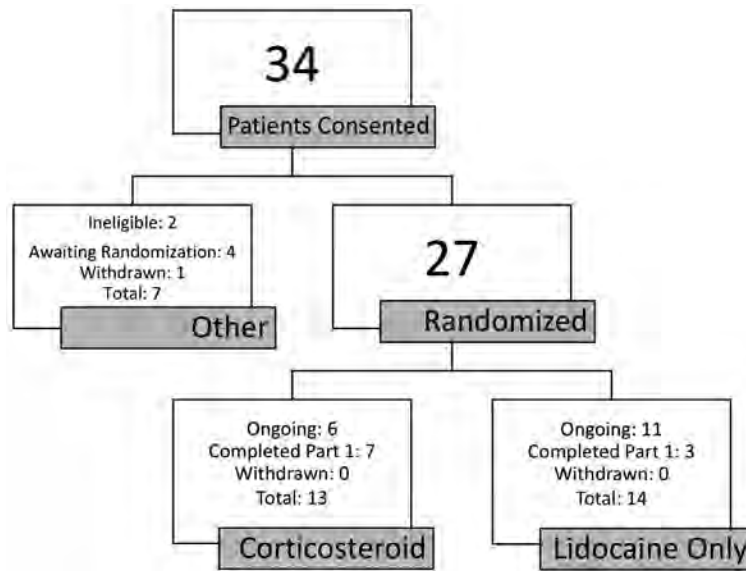 34
Patients Consented
Ineligible: 2
Awaiting Randomization: 4
Withdrawn: 1
Total: 7
Other
27
Randomized
Ongoing: 6
Completed Part 1: 7
Withdrawn: 0
Total: 13
Corticosteroid
Ongoing: 11
Completed Part 1: 3
Withdrawn: 0
Total: 14
Lidocaine Only